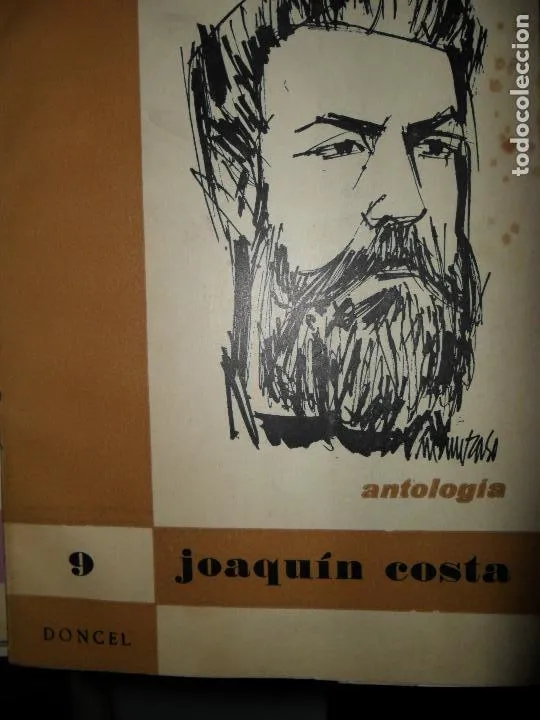 todocoleccion
antología
9
joaquín costa
DONCEL